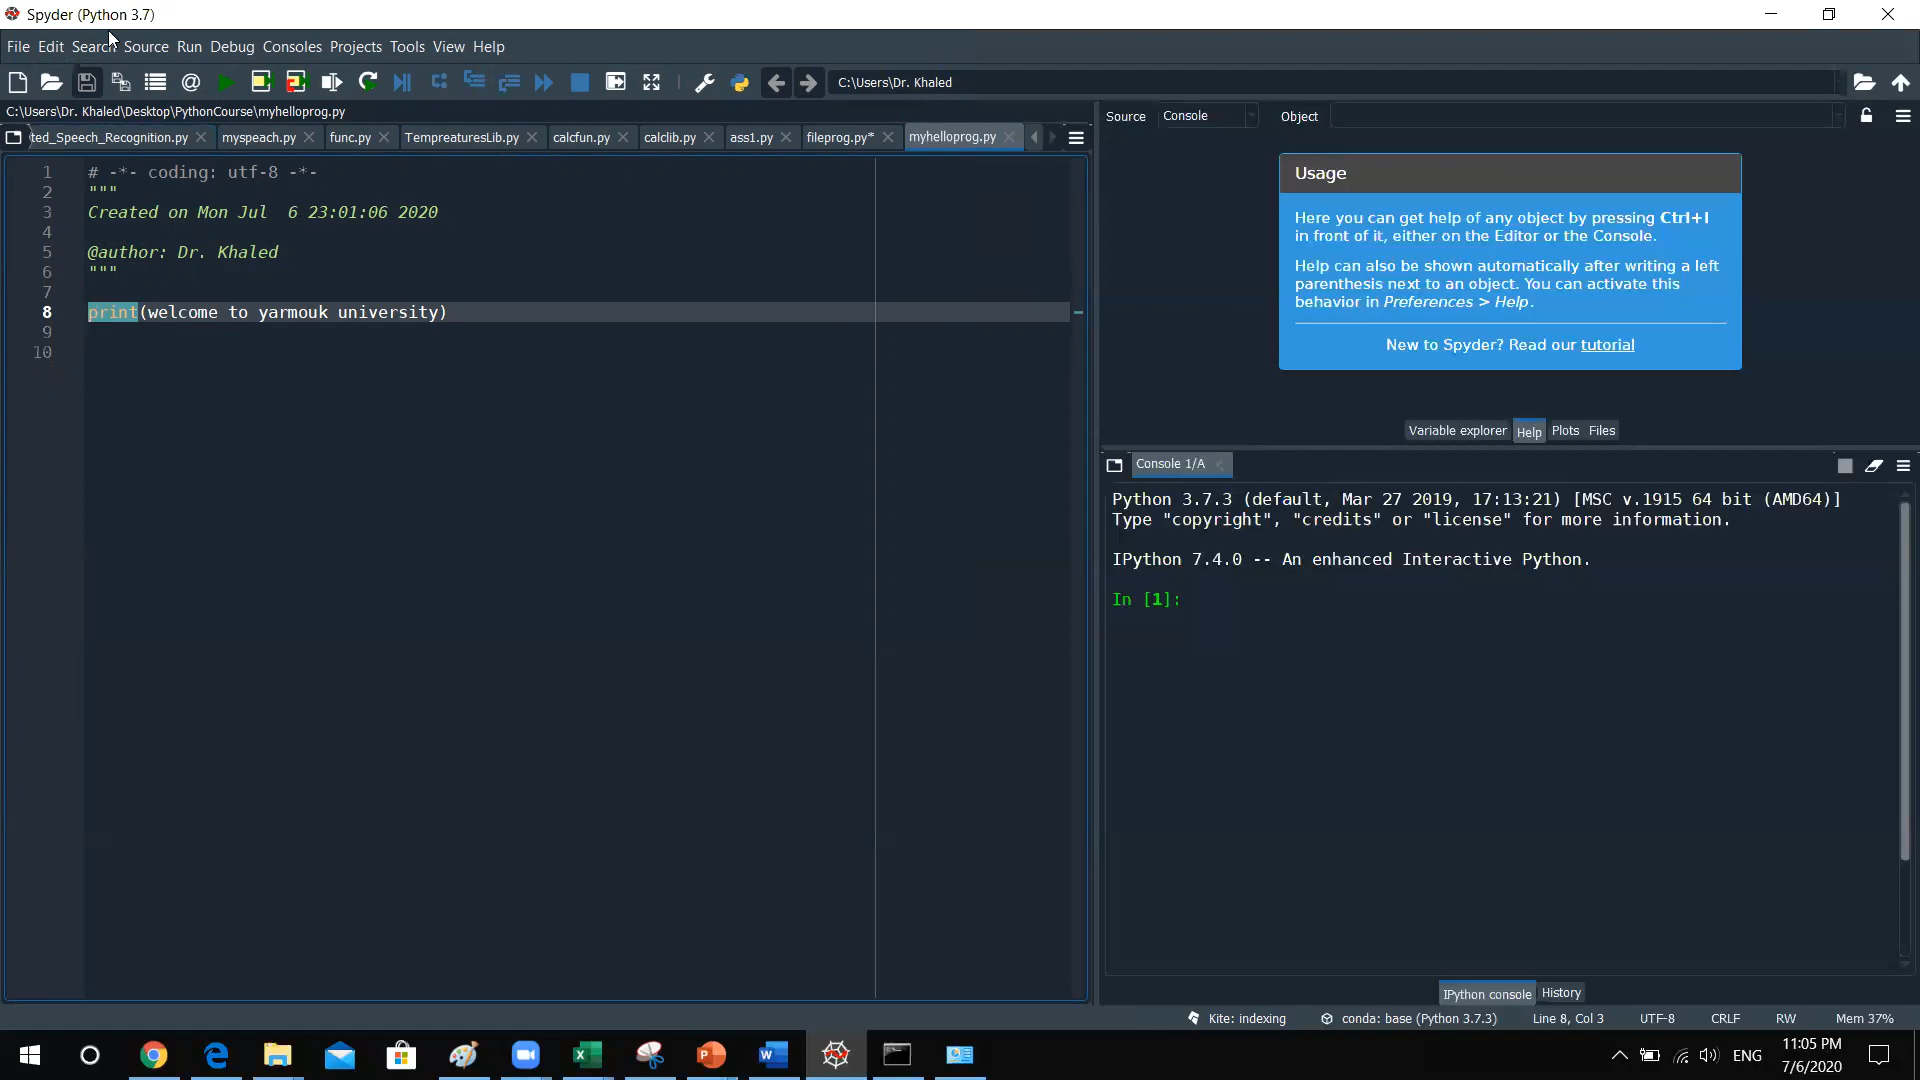 Spyder (Python 3.7)
File Edit Search Source Run Debug Consoles Projects Tools View Help
C:\Users\Dr. Khaled
C:\Users\Dr. Khaled\Desktop\PythonCourse\myhelloprog.py
ted_Speech_Recognition.py myspeach.py func.py TempreaturesLib.py calcfun.py calclib.py ass1.py fileprog.py* myhelloprog.py
1 # -*- coding: utf-8 -*-
2 """
3 Created on Mon Jul  6 23:01:06 2020
4
5 @author: Dr. Khaled
6 """
7
8 print(welcome to yarmouk university)
9
10
Source Console Object
Usage
Here you can get help of any object by pressing Ctrl+I
in front of it, either on the Editor or the Console.
Help can also be shown automatically after writing a left
parenthesis next to an object. You can activate this
behavior in Preferences > Help.
New to Spyder? Read our tutorial
Variable explorer Help Plots Files
Console 1/A
Python 3.7.3 (default, Mar 27 2019, 17:13:21) [MSC v.1915 64 bit (AMD64)]
Type "copyright", "credits" or "license" for more information.
IPython 7.4.0 -- An enhanced Interactive Python.
In [1]:
IPython console History
Kite: indexing conda: base (Python 3.7.3) Line 8, Col 3 UTF-8 CRLF RW Mem 37%
ENG 11:05 PM
7/6/2020